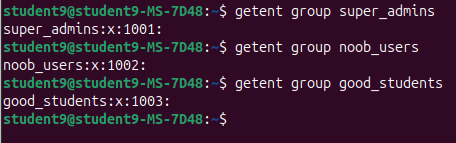 student9@student9-MS-7D48:~$ getent group super_admins
super_admins:x:1001:
student9@student9-MS-7D48:~$ getent group noob_users
noob_users:x:1002:
student9@student9-MS-7D48:~$ getent group good_students
good_students:x:1003:
student9@student9-MS-7D48:~$